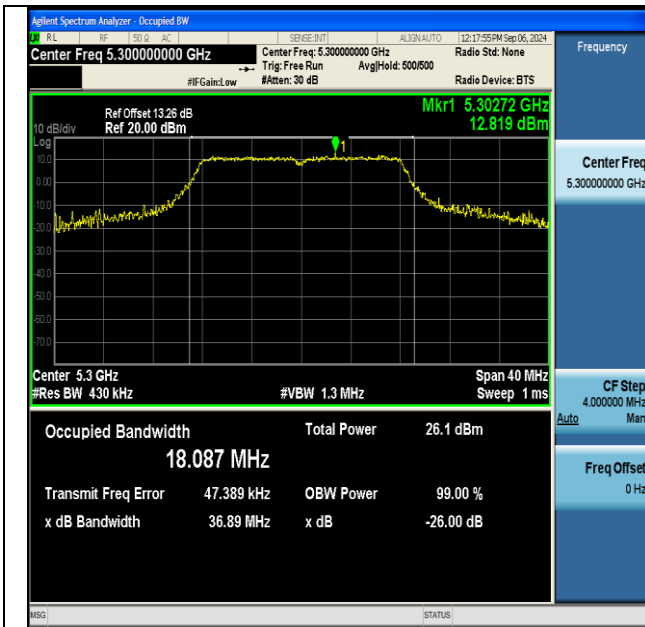 Agilent Spectrum Analyzer - Occupied BW
LXI RL RF 50 Ω AC SENSE:INT ALIGN AUTO 12:17:55 PM Sep 06, 2024
Center Freq 5.300000000 GHz
Center Freq: 5.300000000 GHz
Radio Std: None
Trig: Free Run Avg|Hold: 500/500
#IFGain:Low #Atten: 30 dB Radio Device: BTS
Mkr1 5.30272 GHz
12.819 dBm
Ref Offset 13.26 dB
10 dB/div Ref 20.00 dBm
Log
10.0
0.00
-10.0
-20.0
-30.0
-40.0
-50.0
-60.0
-70.0
1
Center 5.3 GHz Span 40 MHz
#Res BW 430 kHz #VBW 1.3 MHz Sweep 1 ms
Occupied Bandwidth Total Power 26.1 dBm
18.087 MHz
Transmit Freq Error 47.389 kHz OBW Power 99.00 %
x dB Bandwidth 36.89 MHz x dB -26.00 dB
MSG STATUS
Frequency
Center Freq
5.300000000 GHz
CF Step
4.000000 MHz
Auto Man
Freq Offset
0 Hz